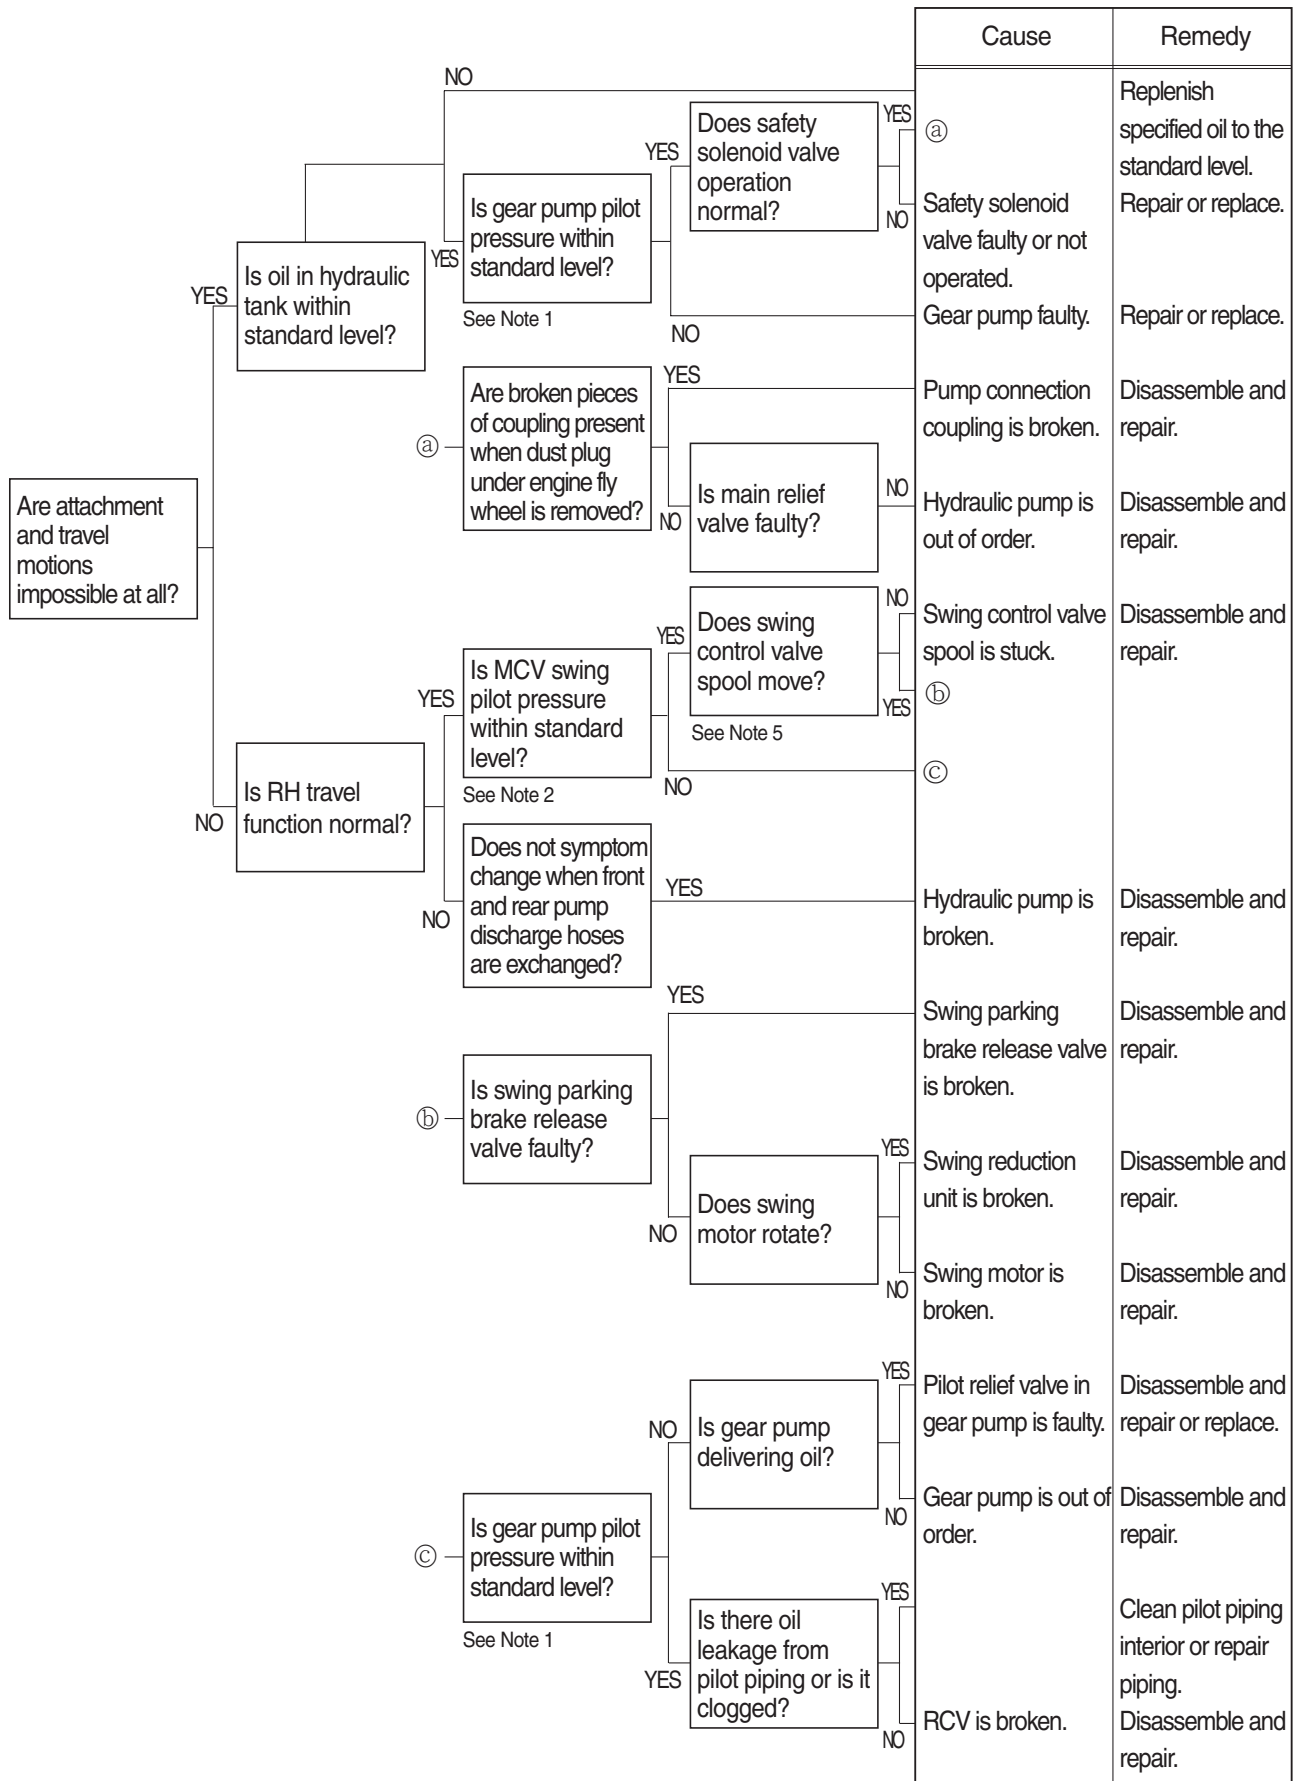 Cause
Remedy
NO
Replenish
specified oil to the
standard level.
Does safety
solenoid valve
operation
normal?
YES
ⓐ
YES
NO
Safety solenoid
valve faulty or not
operated.
Repair or replace.
Is gear pump pilot
pressure within
standard level?
YES
See Note 1
NO
Gear pump faulty.
Repair or replace.
Is oil in hydraulic
tank within
standard level?
YES
ⓐ
Are broken pieces
of coupling present
when dust plug
under engine fly
wheel is removed?
YES
Pump connection
coupling is broken.
Disassemble and
repair.
NO
Is main relief
valve faulty?
NO
Hydraulic pump is
out of order.
Disassemble and
repair.
Are attachment
and travel
motions
impossible at all?
Does swing
control valve
spool move?
See Note 5
YES
NO
Swing control valve
spool is stuck.
Disassemble and
repair.
YES
ⓑ
Is MCV swing
pilot pressure
within standard
level?
See Note 2
YES
NO
ⓒ
Is RH travel
function normal?
NO
Does not symptom
change when front
and rear pump
discharge hoses
are exchanged?
NO
YES
Hydraulic pump is
broken.
Disassemble and
repair.
YES
Swing parking
brake release valve
is broken.
Disassemble and
repair.
ⓑ
Is swing parking
brake release
valve faulty?
NO
Does swing
motor rotate?
YES
Swing reduction
unit is broken.
Disassemble and
repair.
NO
Swing motor is
broken.
Disassemble and
repair.
NO
Is gear pump
delivering oil?
YES
Pilot relief valve in
gear pump is faulty.
Disassemble and
repair or replace.
NO
Gear pump is out of
order.
Disassemble and
repair.
ⓒ
Is gear pump pilot
pressure within
standard level?
See Note 1
YES
Is there oil
leakage from
pilot piping or is it
clogged?
YES
Clean pilot piping
interior or repair
piping.
NO
RCV is broken.
Disassemble and
repair.